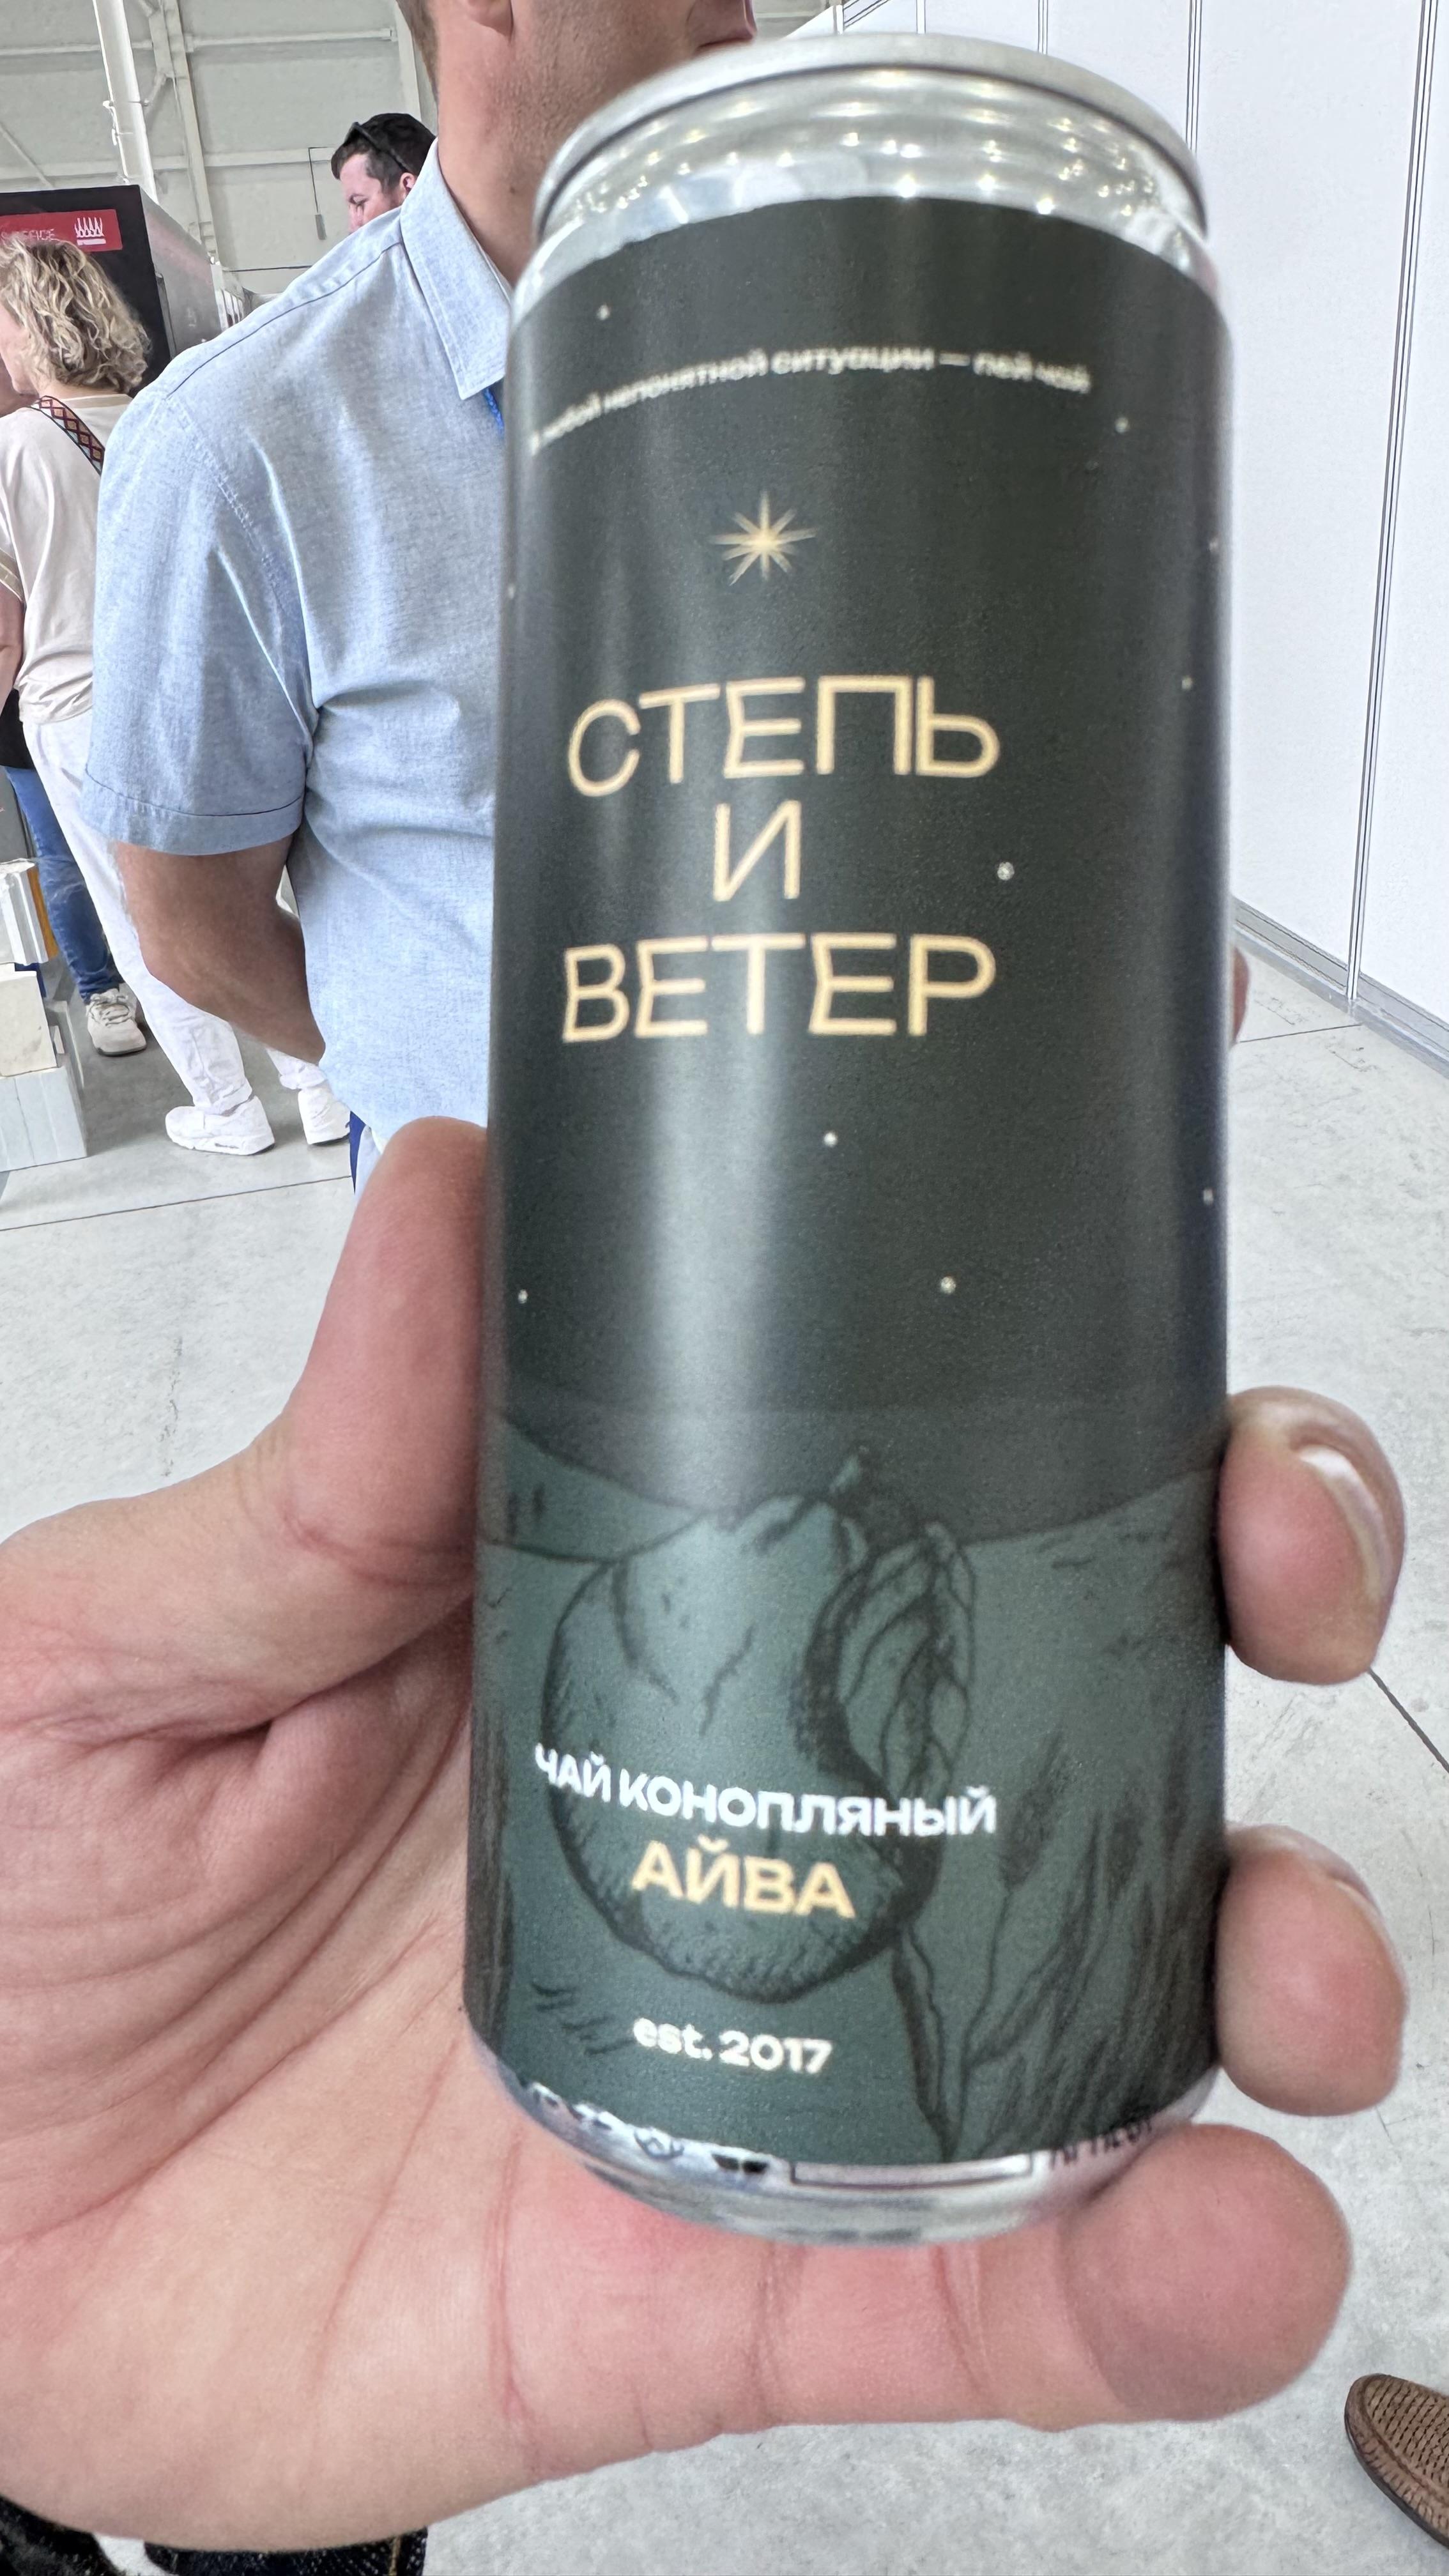 в любой непонятной ситуации — пей чай
СТЕПЬ
И
ВЕТЕР
ЧАЙ КОНОПЛЯНЫЙ
АЙВА
est. 2017